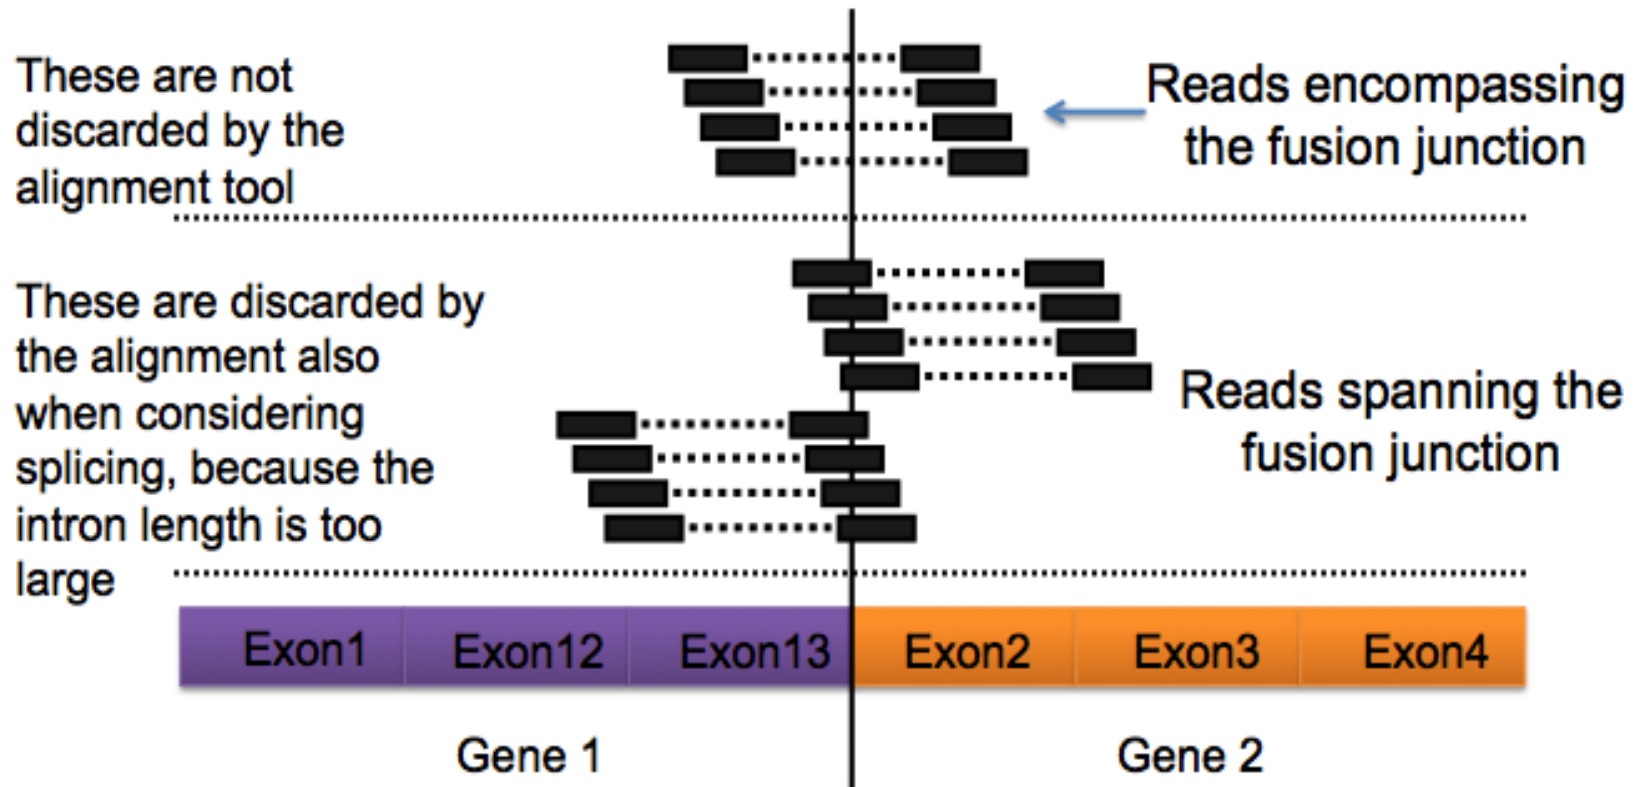 These are not
discarded by the
alignment tool
Reads encompassing
the fusion junction
These are discarded by
the alignment also
when considering
splicing, because the
intron length is too
large
Reads spanning the
fusion junction
Exon1 Exon12 Exon13 Exon2 Exon3 Exon4
Gene 1 Gene 2